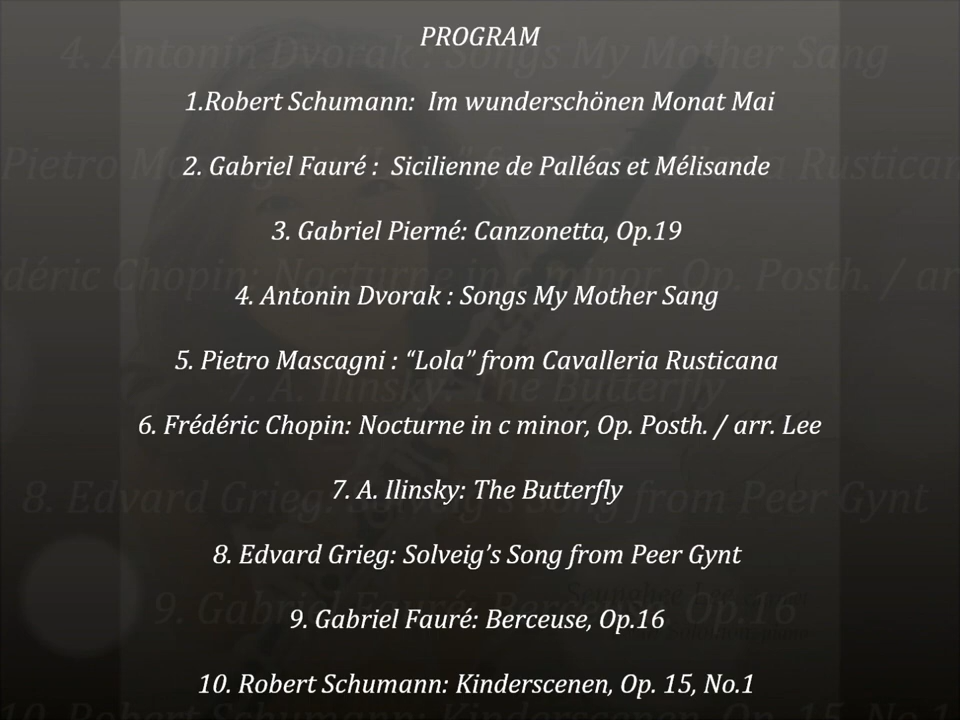 PROGRAM
1.Robert Schumann: Im wunderschönen Monat Mai
2. Gabriel Fauré : Sicilienne de Palléas et Mélisande
3. Gabriel Pierné: Canzonetta, Op.19
4. Antonin Dvorak : Songs My Mother Sang
5. Pietro Mascagni : “Lola” from Cavalleria Rusticana
6. Frédéric Chopin: Nocturne in c minor, Op. Posth. / arr. Lee
7. A. Ilinsky: The Butterfly
8. Edvard Grieg: Solveig’s Song from Peer Gynt
9. Gabriel Fauré: Berceuse, Op.16
10. Robert Schumann: Kinderscenen, Op. 15, No.1